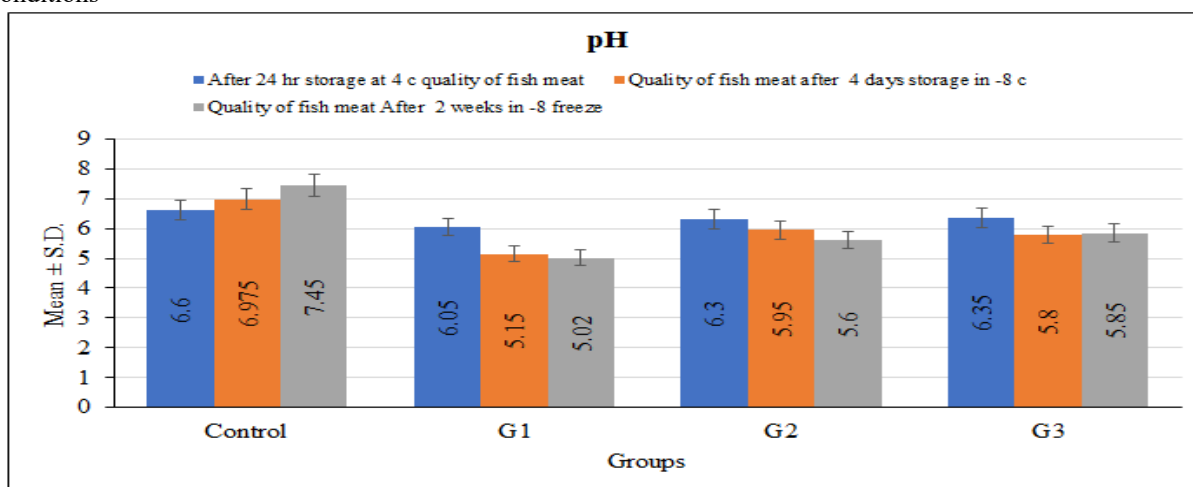 onditions
pH
After 24 hr storage at 4 c quality of fish meat Quality of fish meat after 4 days storage in -8 c
Quality of fish meat After 2 weeks in -8 freeze
Mean ± S.D.
9
8
7
6
5
4
3
2
1
0
6.6 6.975 7.45 6.05 5.15 5.02 6.3 5.95 5.6 6.35 5.8 5.85
Control G1 G2 G3
Groups